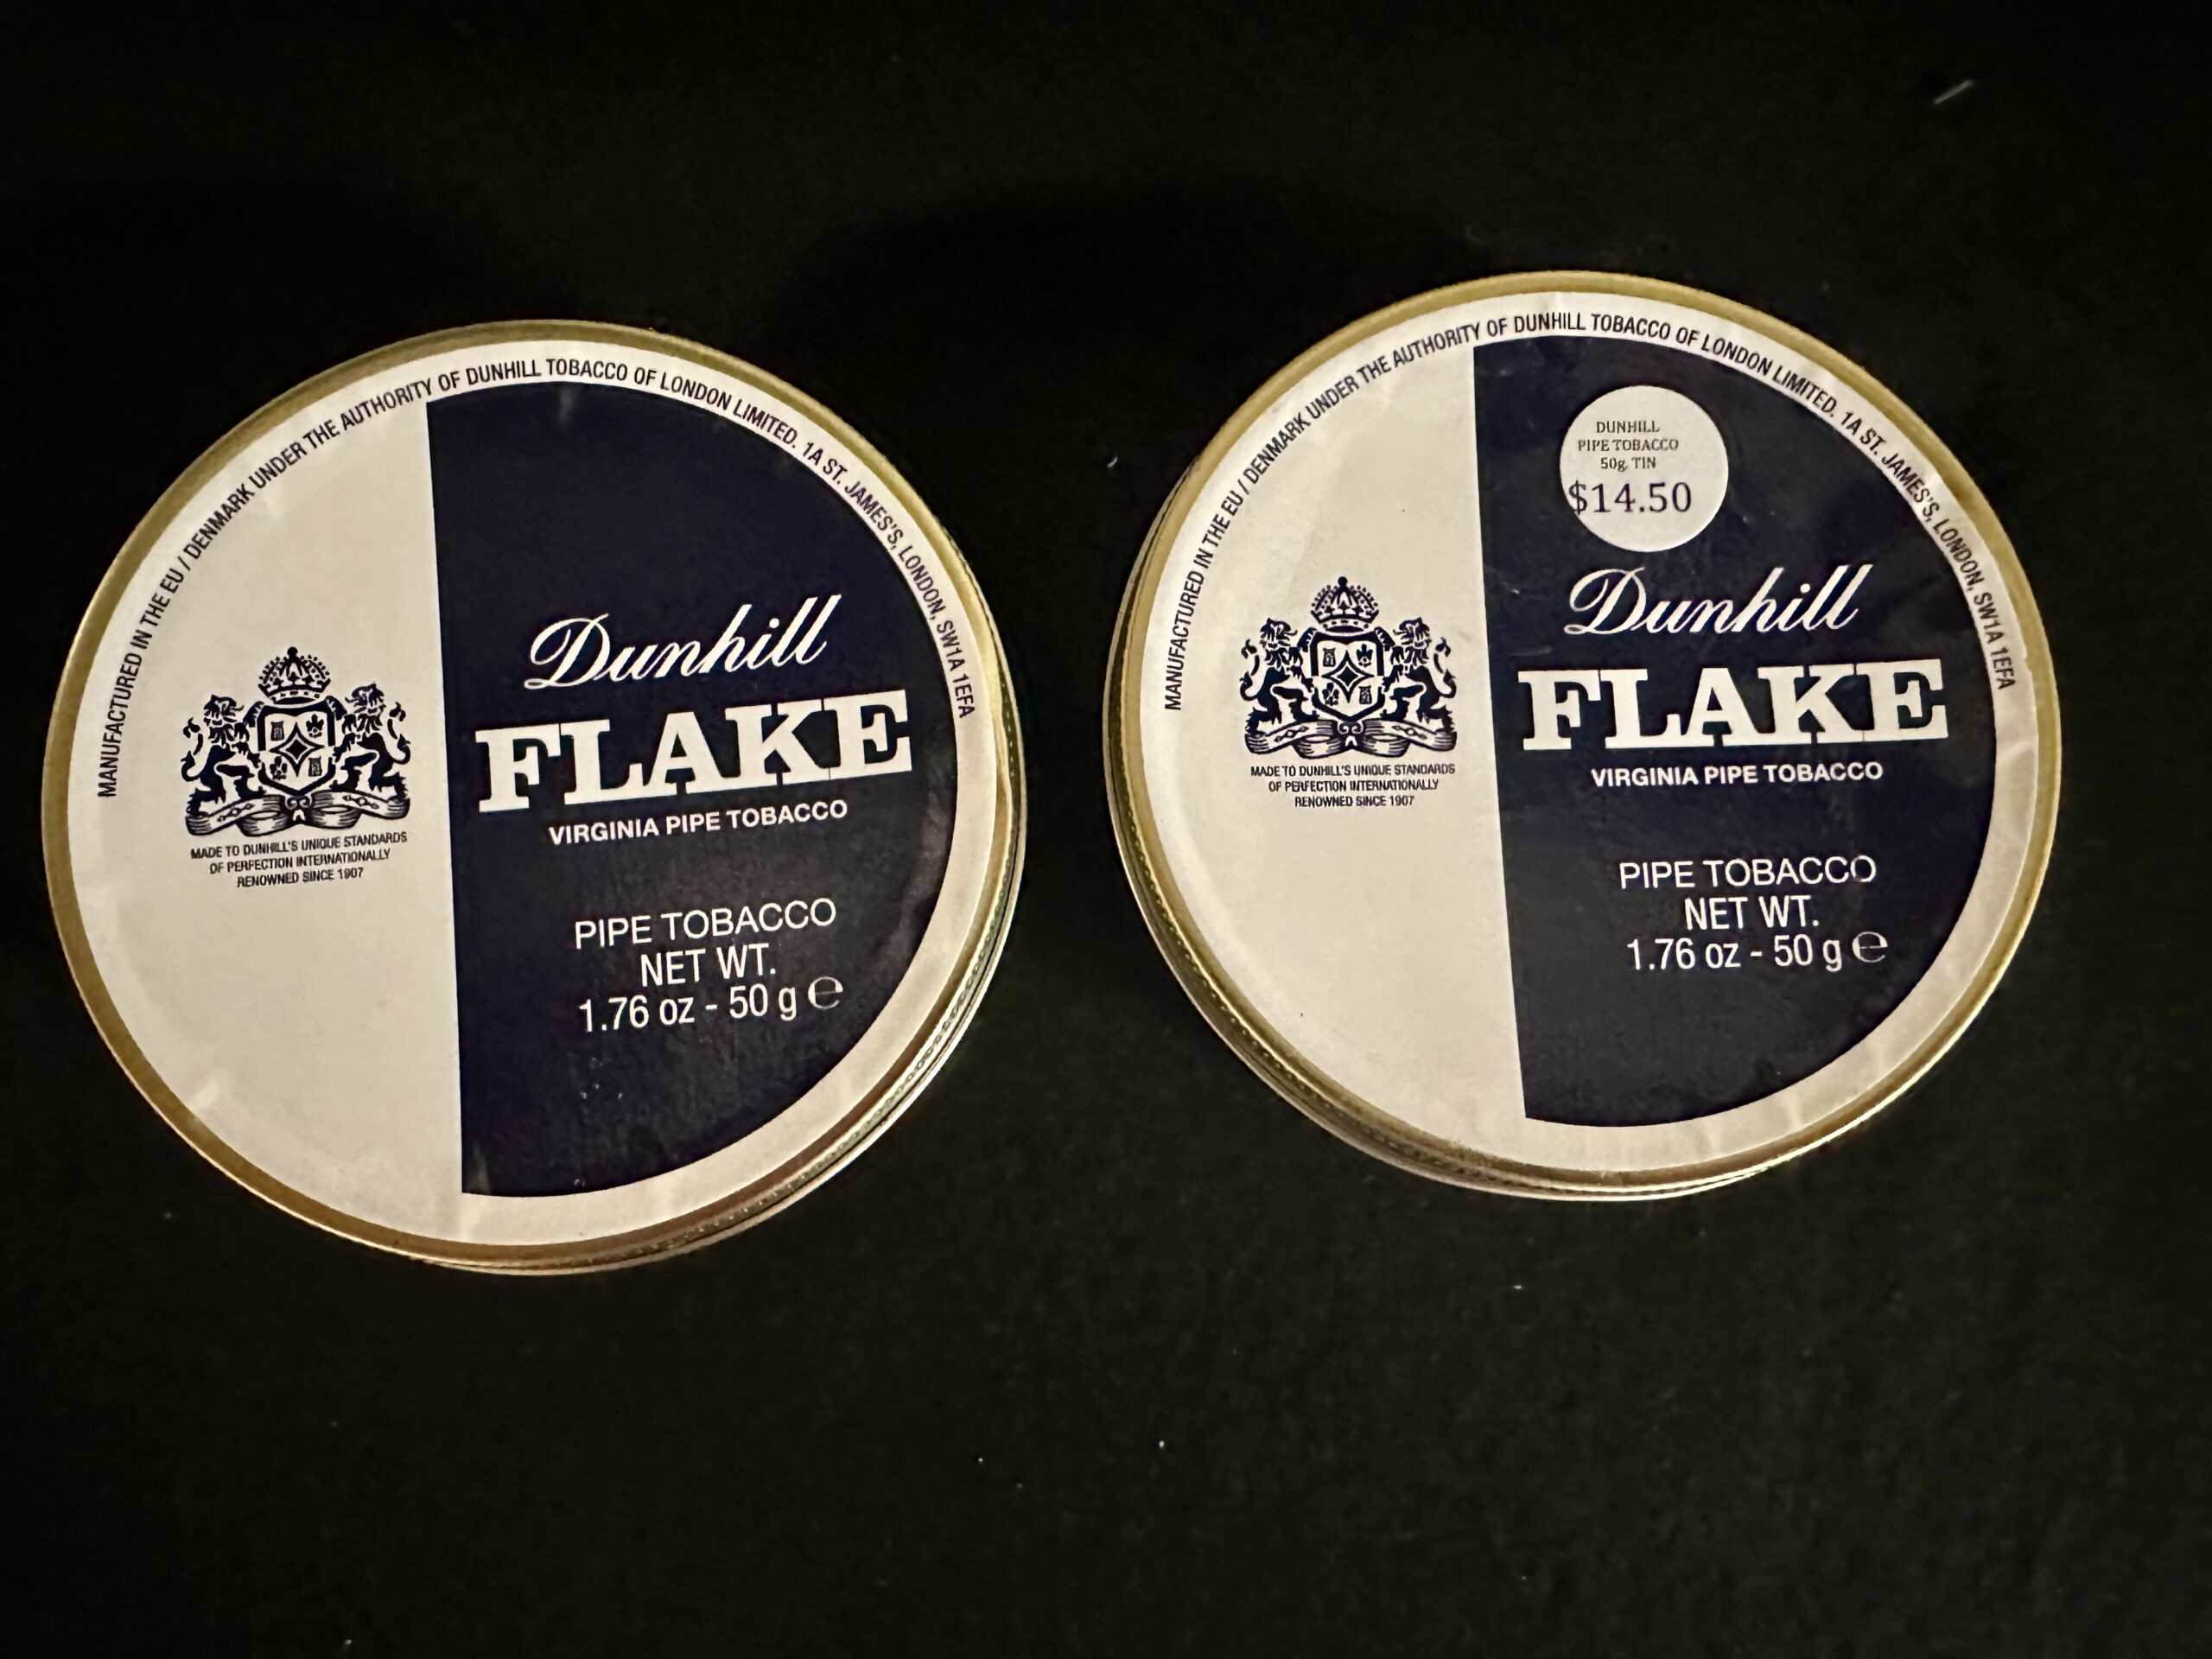 MANUFACTURED IN THE EU / DENMARK UNDER THE AUTHORITY OF DUNHILL TOBACCO OF LONDON LIMITED. 1A ST. JAMES'S, LONDON, SW1A 1EFA
Dunhill
FLAKE
VIRGINIA PIPE TOBACCO
MADE TO DUNHILL'S UNIQUE STANDARDS
OF PERFECTION INTERNATIONALLY
RENOWNED SINCE 1907
PIPE TOBACCO
NET WT.
1.76 oz - 50 g ℮
MANUFACTURED IN THE EU / DENMARK UNDER THE AUTHORITY OF DUNHILL TOBACCO OF LONDON LIMITED. 1A ST. JAMES'S, LONDON, SW1A 1EFA
DUNHILL
PIPE TOBACCO
50g TIN
$14.50
Dunhill
FLAKE
VIRGINIA PIPE TOBACCO
MADE TO DUNHILL'S UNIQUE STANDARDS
OF PERFECTION INTERNATIONALLY
RENOWNED SINCE 1907
PIPE TOBACCO
NET WT.
1.76 oz - 50 g ℮